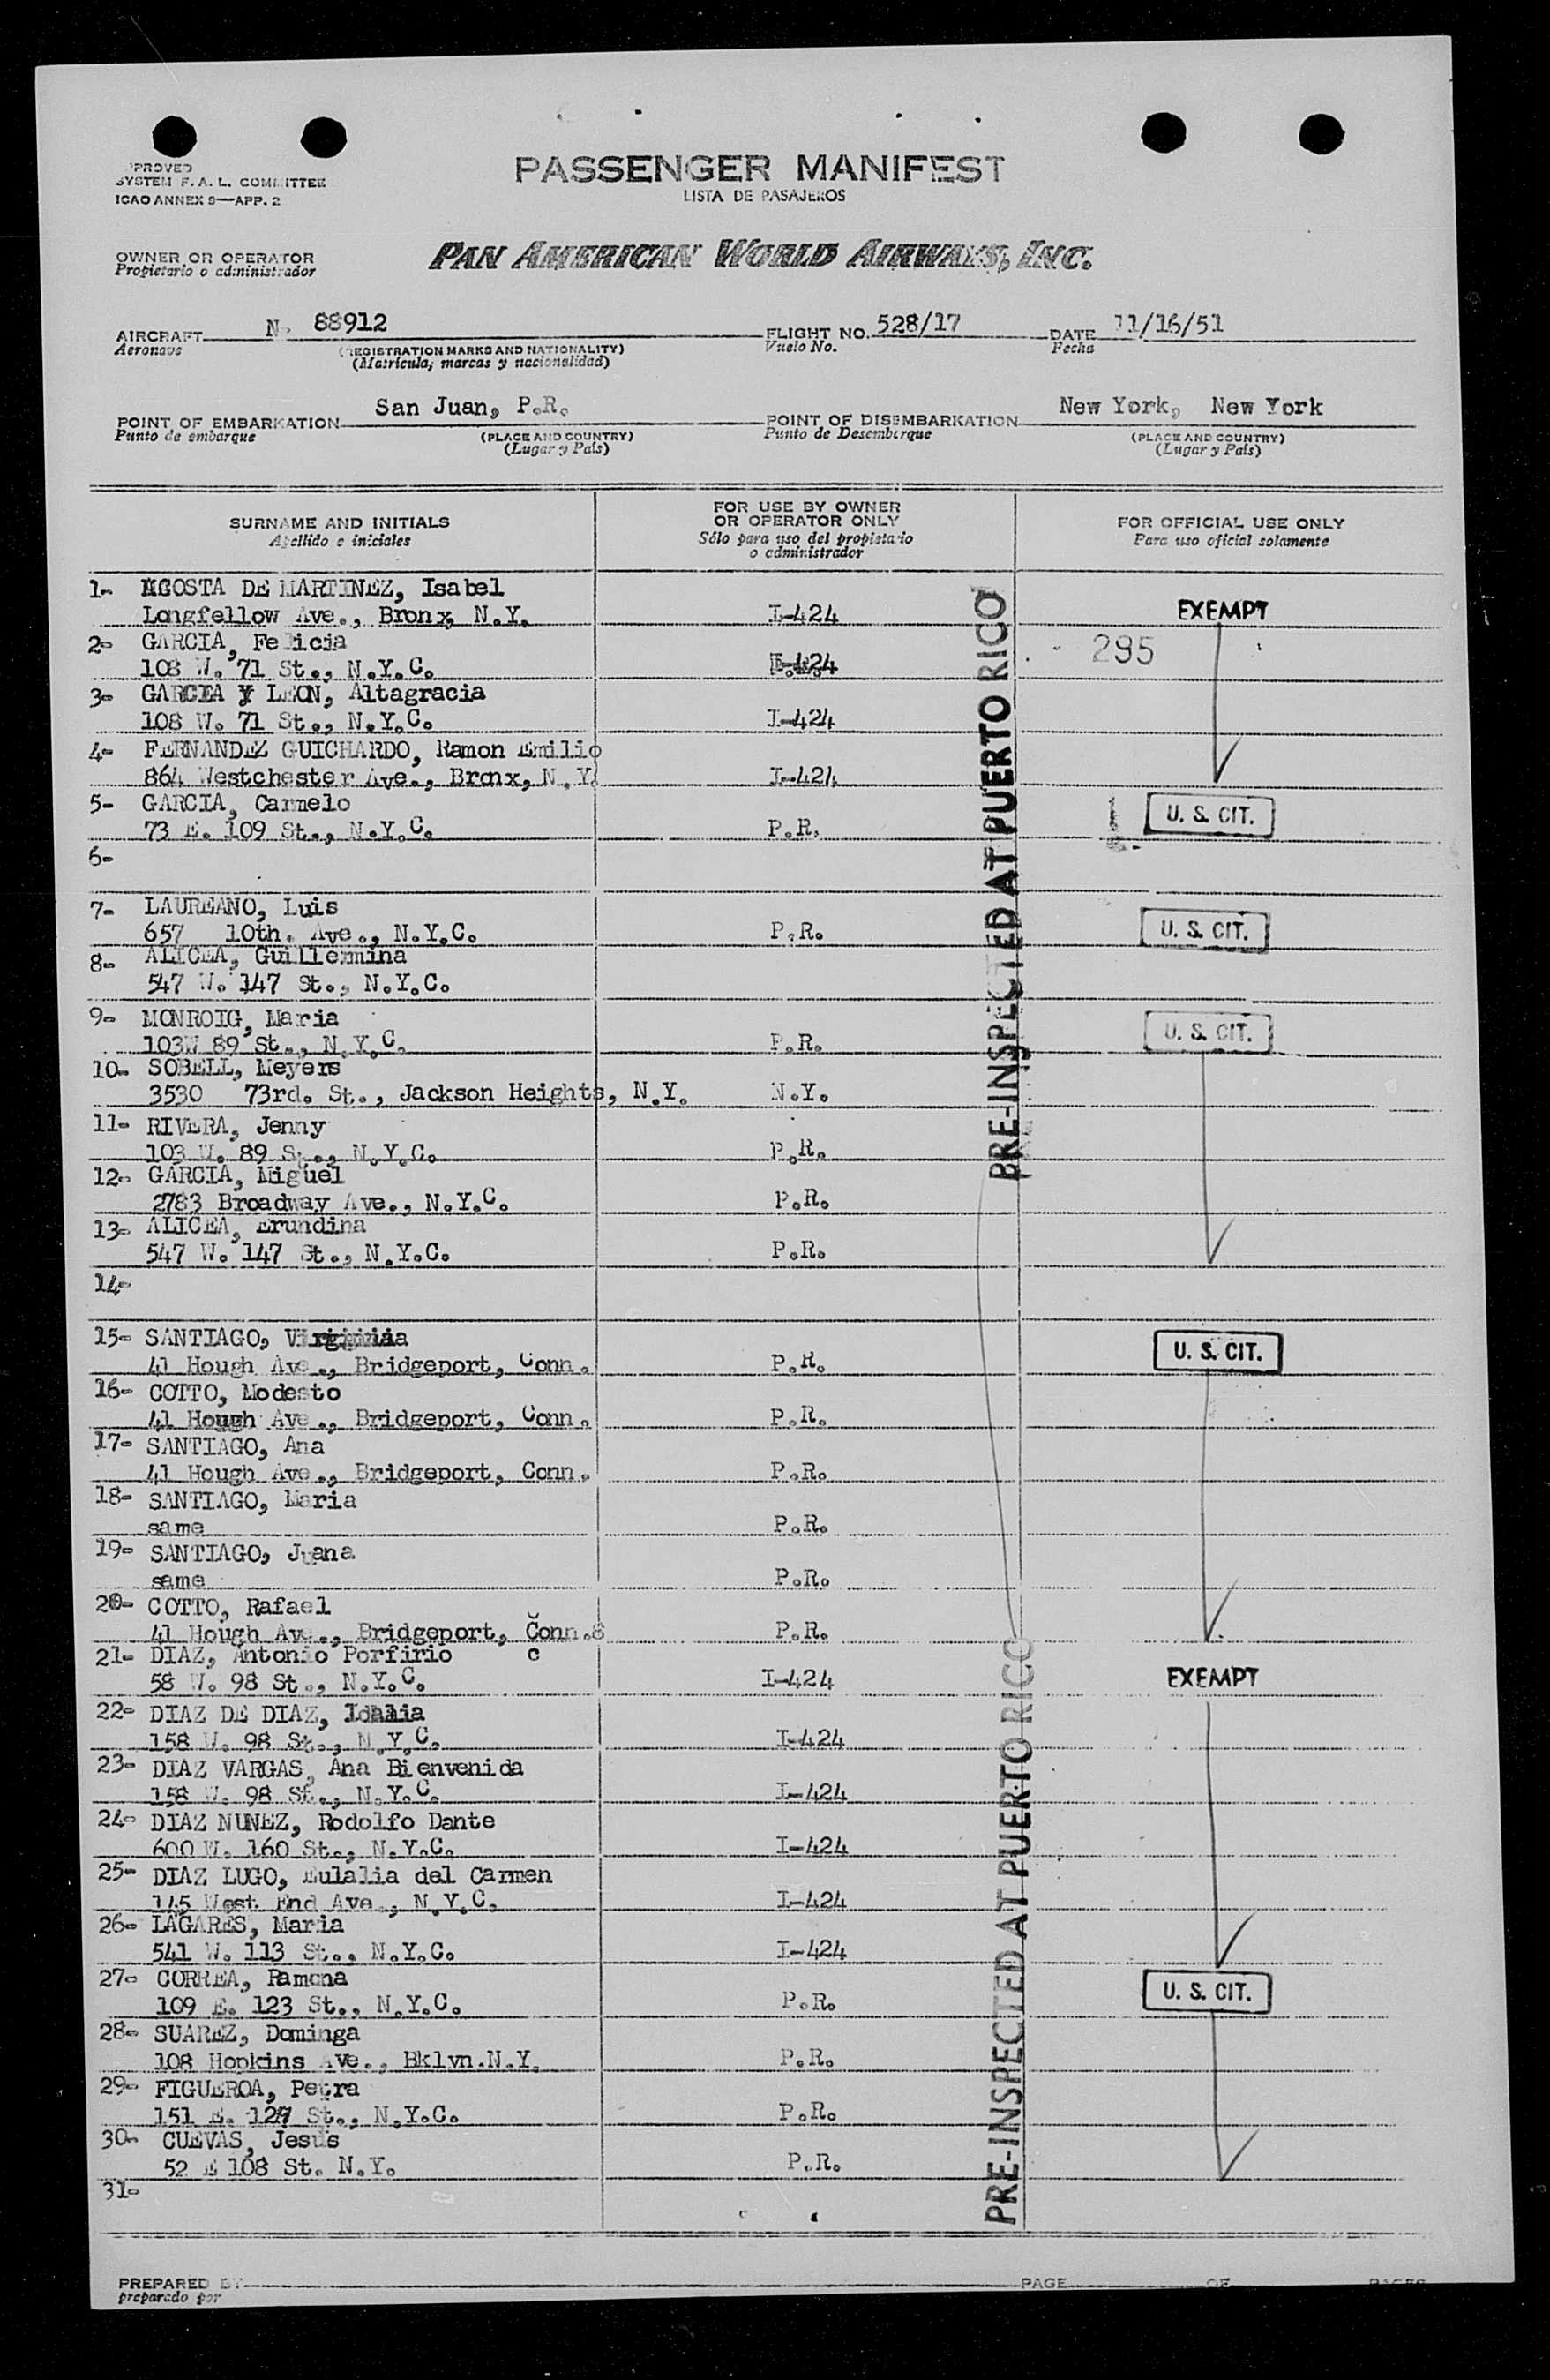 PROVED
SYSTEM F. A. L. COMMITTEE
ICAO ANNEX 9—APP. 2
PASSENGER MANIFEST
LISTA DE PASAJEROS
OWNER OR OPERATOR
Propietario o administrador
PAN AMERICAN WORLD AIRWAYS, INC.
AIRCRAFT N- 88912 FLIGHT NO. 528/17 DATE 11/16/51
Aeronave (REGISTRATION MARKS AND NATIONALITY) Vuelo No. Fecha
(Matricula, marcas y nacionalidad)
POINT OF EMBARKATION San Juan, P.R. POINT OF DISEMBARKATION New York, New York
Punto de embarque (PLACE AND COUNTRY) Punto de Desembarque (PLACE AND COUNTRY)
(Lugar y País) (Lugar y País)
SURNAME AND INITIALS
Apellido e iniciales
FOR USE BY OWNER
OR OPERATOR ONLY
Sólo para uso del propietario
o administrador
FOR OFFICIAL USE ONLY
Para uso oficial solamente
1- ACOSTA DE MARTINEZ, Isabel
Longfellow Ave., Bronx, N.Y. I-424 EXEMPT
2- GARCIA, Felicia 295
108 W. 71 St., N.Y.C. I-424
3- GARCIA Y LEON, Altagracia
108 W. 71 St., N.Y.C. I-424
4- FERNANDEZ GUICHARDO, Ramon Emilio
864 Westchester Ave., Bronx, N.Y. I-424
5- GARCIA, Carmelo
73 E. 109 St., N.Y.C. P.R. U. S. CIT.
6-
7- LAUREANO, Luis
657 10th. Ave., N.Y.C. P.R. U. S. CIT.
8- ALICEA, Guillermina
547 W. 147 St., N.Y.C.
9- MONROIG, Maria
103W 89 St., N.Y.C. P.R. U. S. CIT.
10- SOBELL, Meyers
3530 73rd. St., Jackson Heights, N.Y. N.Y.
11- RIVERA, Jenny
103 W. 89 St., N.Y.C. P.R.
12- GARCIA, Miguel
2783 Broadway Ave., N.Y.C. P.R.
13- ALICEA, Erundina
547 W. 147 St., N.Y.C. P.R.
PRE-INSPECTED AT PUERTO RICO
14-
15- SANTIAGO, Virginia
41 Hough Ave., Bridgeport, Conn. P.R. U. S. CIT.
16- COTTO, Modesto
41 Hough Ave., Bridgeport, Conn. P.R.
17- SANTIAGO, Ana
41 Hough Ave., Bridgeport, Conn. P.R.
18- SANTIAGO, Maria
same P.R.
19- SANTIAGO, Juana
same P.R.
20- COTTO, Rafael
41 Hough Ave., Bridgeport, Conn. P.R.
21- DIAZ, Antonio Porfirio c
58 W. 98 St., N.Y.C. I-424 EXEMPT
22- DIAZ DE DIAZ, Idalia
158 W. 98 St., N.Y.C. I-424
23- DIAZ VARGAS, Ana Bienvenida
158 W. 98 St., N.Y.C. I-424
24- DIAZ NUNEZ, Rodolfo Dante
600 W. 160 St., N.Y.C. I-424
25- DIAZ LUGO, Eulalia del Carmen
145 West End Ave., N.Y.C. I-424
26- LAGARES, Maria
541 W. 113 St., N.Y.C. I-424
27- CORREA, Ramona
109 E. 123 St., N.Y.C. P.R. U. S. CIT.
28- SUAREZ, Dominga
108 Hopkins Ave., Bklyn.N.Y. P.R.
29- FIGUEROA, Petra
151 E. St., N.Y.C. P.R.
30- CUEVAS, Jesus
52 E 108 St. N.Y. P.R.
31-
PRE-INSPECTED AT PUERTO RICO
PREPARED BY PAGE OF PAGES
preparado por